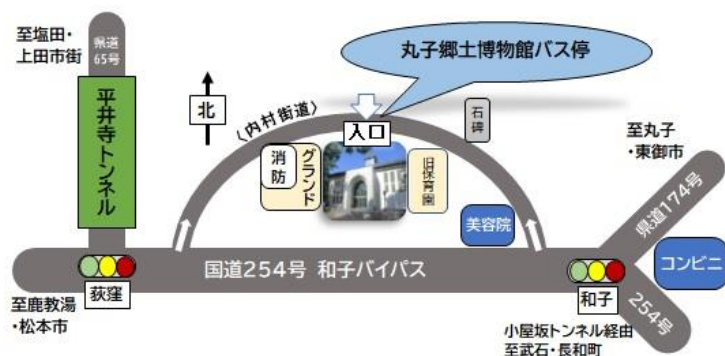 至塩田・
上田市街
県道
65号
平井寺トンネル
北
〈内村街道〉
丸子郷土博物館バス停
入口
石碑
消防
グランド
旧保育園
美容院
至丸子
・東御市
県道174号
コンビニ
国道254号 和子バイパス
荻窪
和子
254号
至鹿教湯
・松本市
小屋坂トンネル経由
至武石・長和町